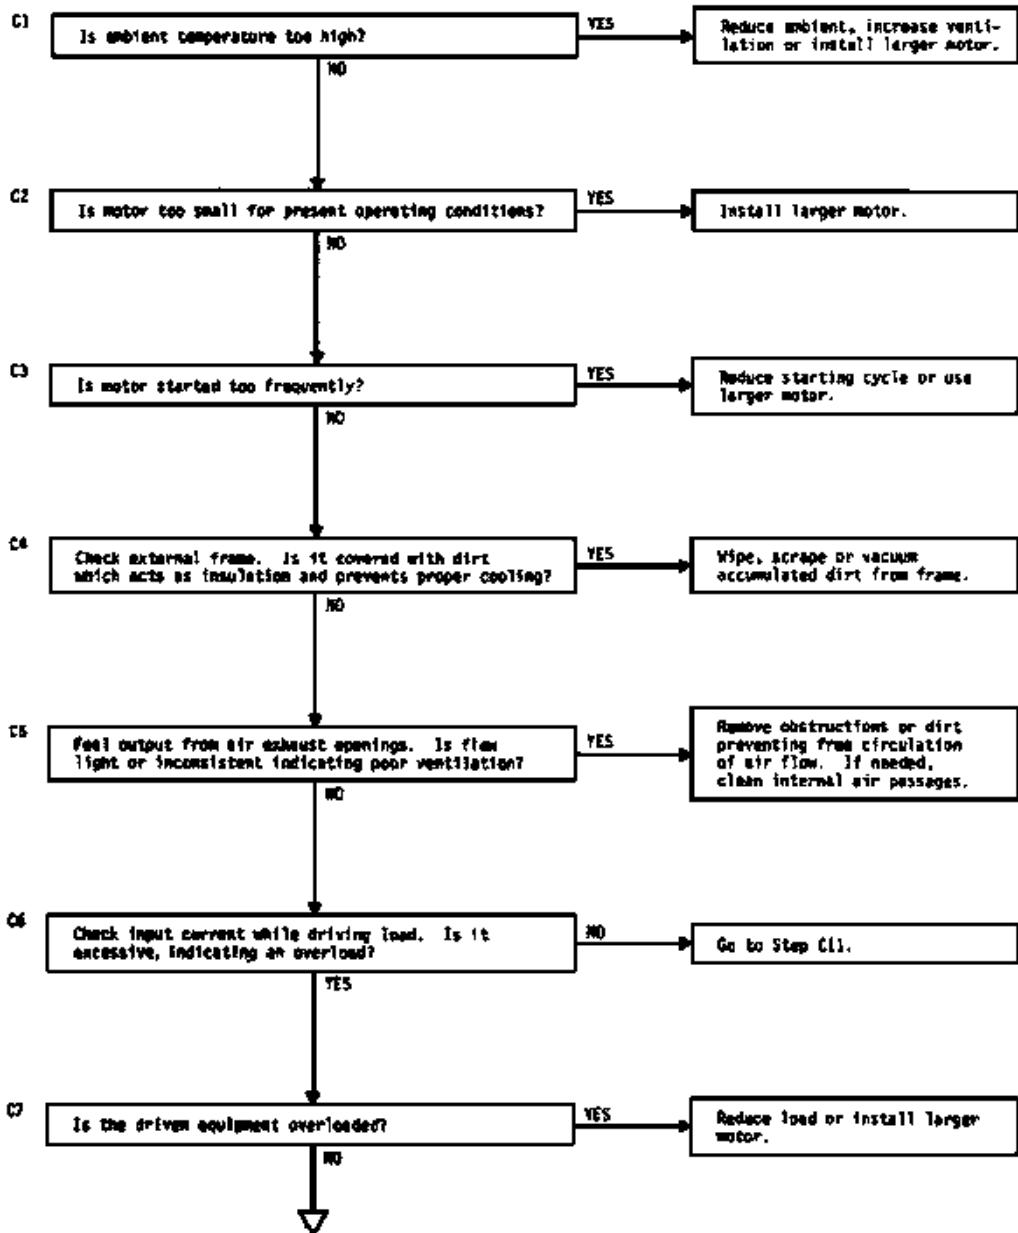 C1
Is ambient temperature too high?
YES
Reduce ambient, increase venti-
lation or install larger motor.
NO
C2
Is motor too small for present operating conditions?
YES
Install larger motor.
NO
C3
Is motor started too frequently?
YES
Reduce starting cycle or use
larger motor.
NO
C4
Check external frame. Is it covered with dirt
which acts as insulation and prevents proper cooling?
YES
Wipe, scrape or vacuum
accumulated dirt from frame.
NO
C5
Feel output from air exhaust openings. Is flow
light or inconsistent indicating poor ventilation?
YES
Remove obstructions or dirt
preventing free circulation
of air flow. If needed,
clean internal air passages.
NO
C6
Check input current while driving load. Is it
excessive, indicating an overload?
NO
Go to Step C11.
YES
C7
Is the driven equipment overloaded?
YES
Reduce load or install larger
motor.
NO